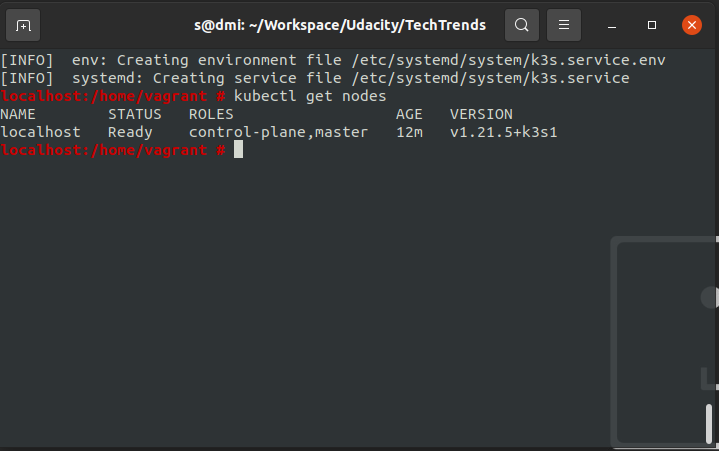 s@dmi: ~/Workspace/Udacity/TechTrends
[INFO]  env: Creating environment file /etc/systemd/system/k3s.service.env
[INFO]  systemd: Creating service file /etc/systemd/system/k3s.service
localhost:/home/vagrant # kubectl get nodes
NAME        STATUS   ROLES                  AGE   VERSION
localhost   Ready    control-plane,master   12m   v1.21.5+k3s1
localhost:/home/vagrant #